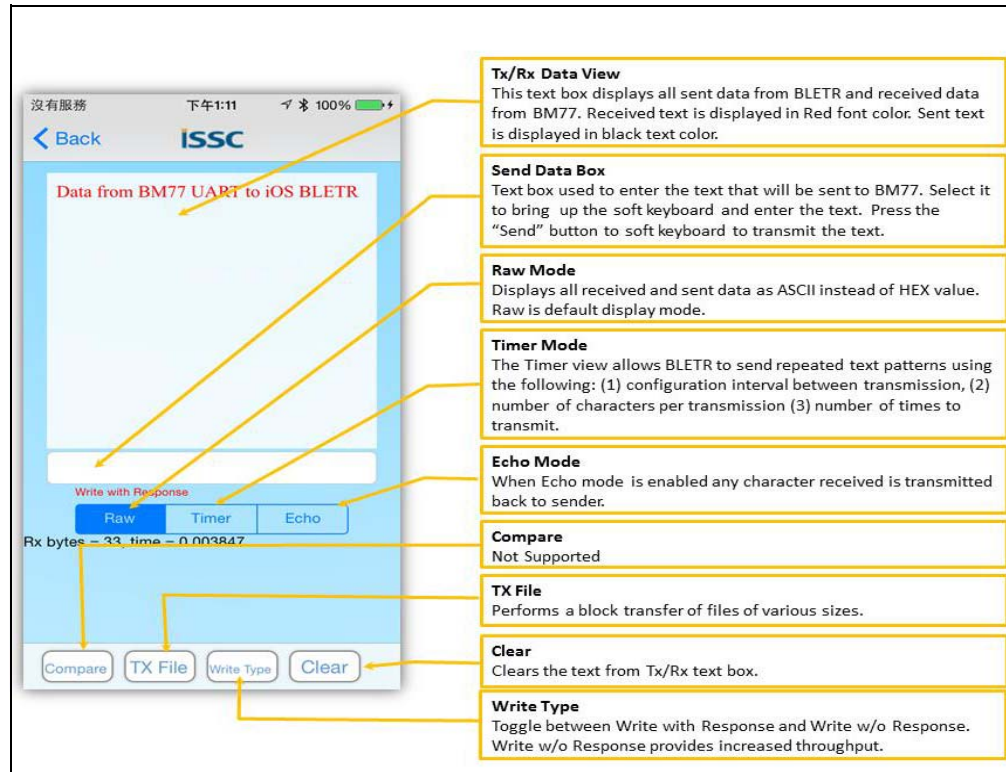 沒有服務 下午1:11 100%
Back ISSC
Data from BM77 UART to iOS BLETR
Write with Response
Raw Timer Echo
Rx bytes = 33, time = 0.003847
Compare TX File Write Type Clear
Tx/Rx Data View
This text box displays all sent data from BLETR and received data
from BM77. Received text is displayed in Red font color. Sent text
is displayed in black text color.
Send Data Box
Text box used to enter the text that will be sent to BM77. Select it
to bring up the soft keyboard and enter the text. Press the
“Send” button to soft keyboard to transmit the text.
Raw Mode
Displays all received and sent data as ASCII instead of HEX value.
Raw is default display mode.
Timer Mode
The Timer view allows BLETR to send repeated text patterns using
the following: (1) configuration interval between transmission, (2)
number of characters per transmission (3) number of times to
transmit.
Echo Mode
When Echo mode is enabled any character received is transmitted
back to sender.
Compare
Not Supported
TX File
Performs a block transfer of files of various sizes.
Clear
Clears the text from Tx/Rx text box.
Write Type
Toggle between Write with Response and Write w/o Response.
Write w/o Response provides increased throughput.